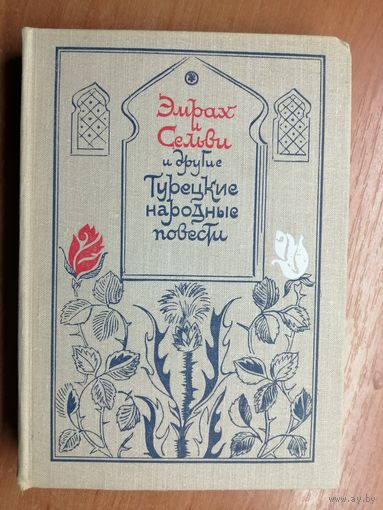 Эмрах
и
Сельви
и другие
Турецкие
народные
повести
www.ay.by